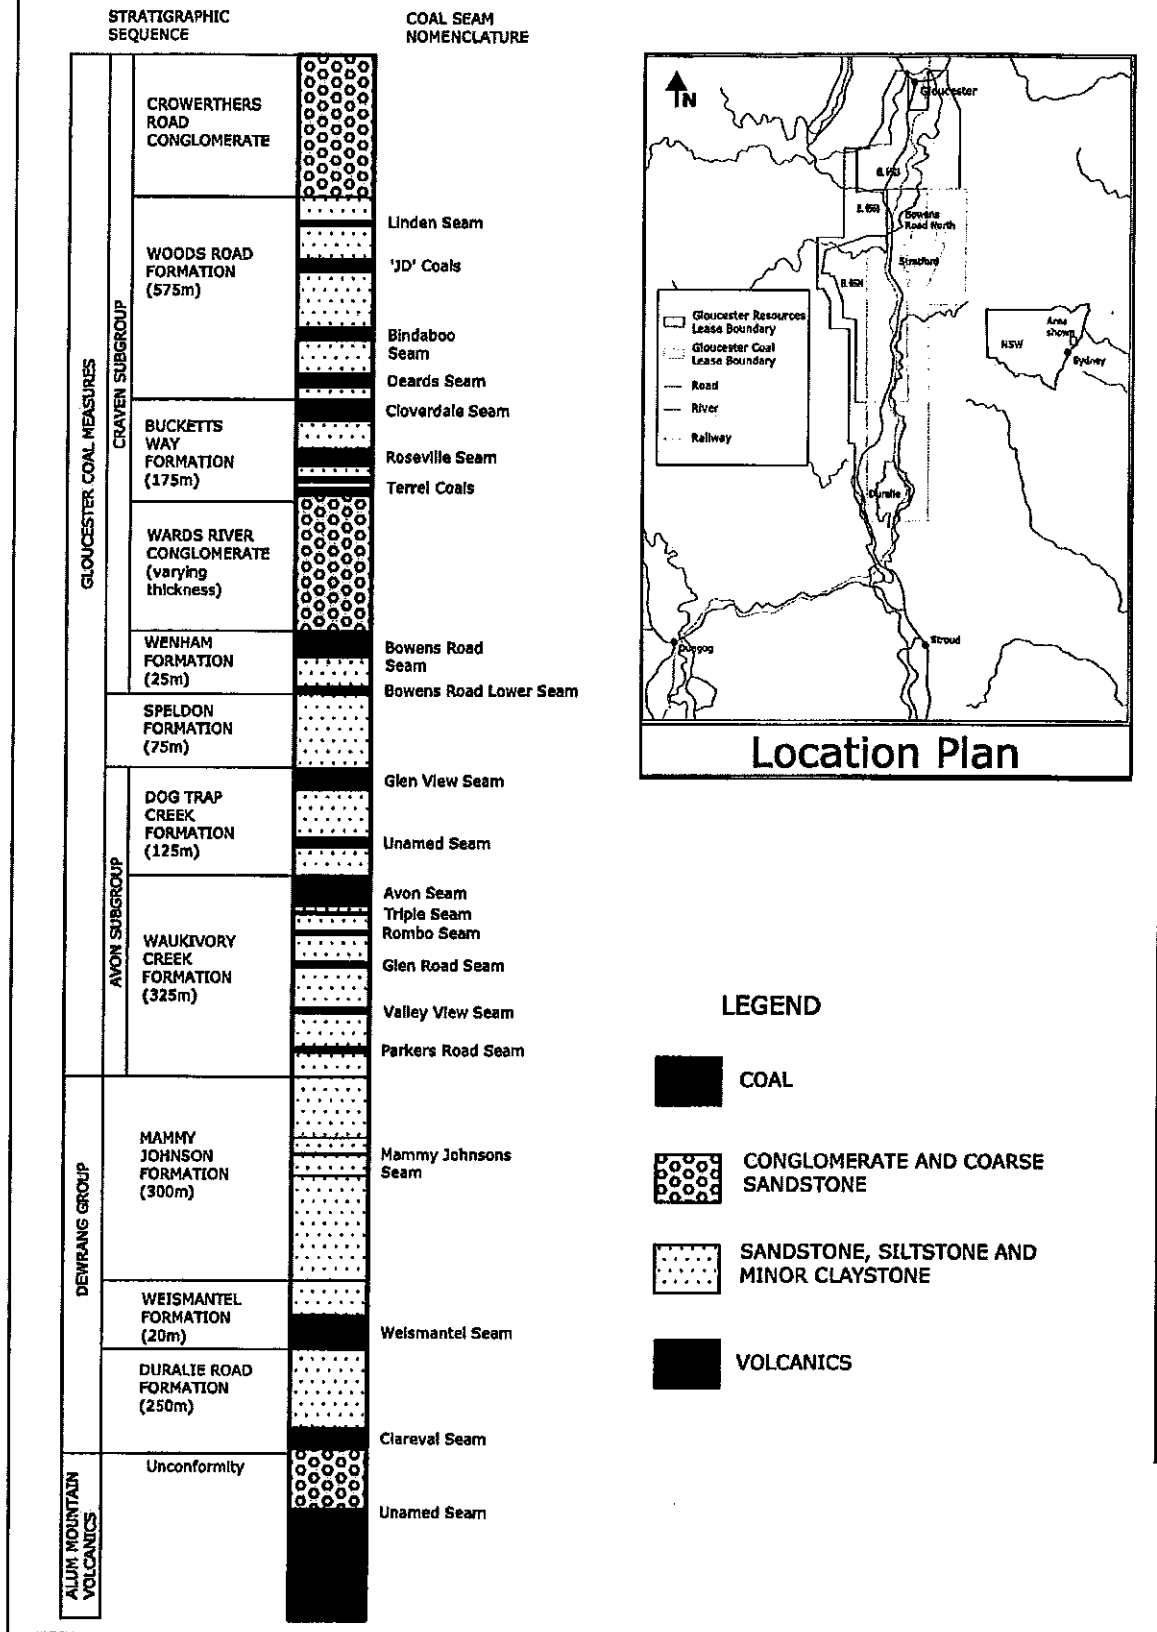 STRATIGRAPHIC
SEQUENCE
COAL SEAM
NOMENCLATURE
GLOUCESTER COAL MEASURES
CRAVEN SUBGROUP
CROWERTHERS
ROAD
CONGLOMERATE
WOODS ROAD
FORMATION
(575m)
Linden Seam
'JD' Coals
Bindaboo
Seam
Deards Seam
BUCKETTS
WAY
FORMATION
(175m)
Cloverdale Seam
Roseville Seam
Terrel Coals
WARDS RIVER
CONGLOMERATE
(varying
thickness)
WENHAM
FORMATION
(25m)
Bowens Road
Seam
Bowens Road Lower Seam
SPELDON
FORMATION
(75m)
AVON SUBGROUP
DOG TRAP
CREEK
FORMATION
(125m)
Glen View Seam
Unamed Seam
WAUKIVORY
CREEK
FORMATION
(325m)
Avon Seam
Triple Seam
Rombo Seam
Glen Road Seam
Valley View Seam
Parkers Road Seam
DEWRANG GROUP
MAMMY
JOHNSON
FORMATION
(300m)
Mammy Johnsons
Seam
WEISMANTEL
FORMATION
(20m)
Weismantel Seam
DURALIE ROAD
FORMATION
(250m)
Clareval Seam
ALUM MOUNTAIN
VOLCANICS
Unconformity
Unamed Seam
N
Gloucester
Bowens
Road North
Stratford
Gloucester Resources
Lease Boundary
Gloucester Coal
Lease Boundary
Road
River
Railway
Area
shown
NSW
Sydney
Duralie
Dungog
Stroud
Location Plan
LEGEND
COAL
CONGLOMERATE AND COARSE
SANDSTONE
SANDSTONE, SILTSTONE AND
MINOR CLAYSTONE
VOLCANICS